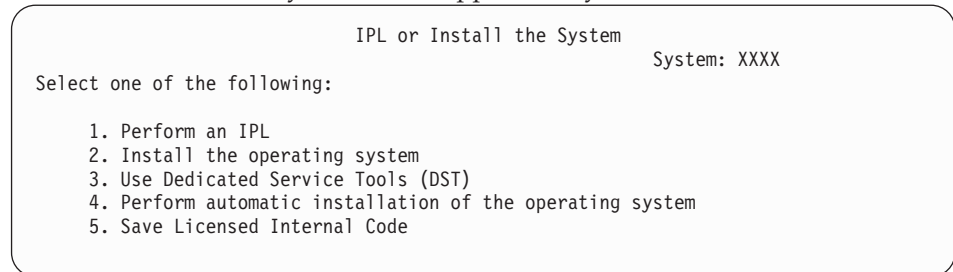 IPL or Install the System
System: XXXX
Select one of the following:
1. Perform an IPL
2. Install the operating system
3. Use Dedicated Service Tools (DST)
4. Perform automatic installation of the operating system
5. Save Licensed Internal Code